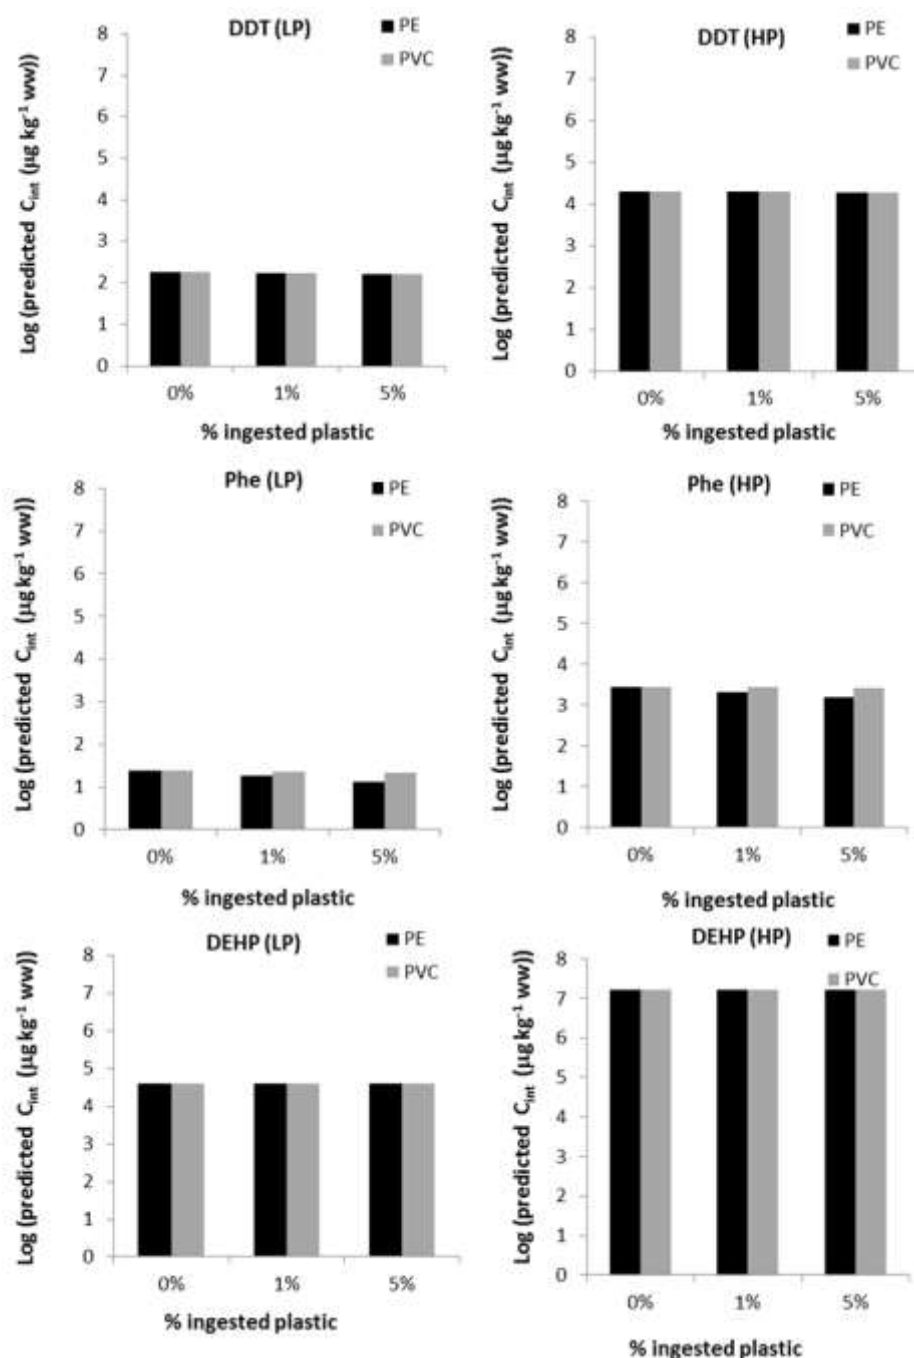 DDT (LP)
PE
PVC
Log (predicted C_int (µg kg⁻¹ ww))
8
7
6
5
4
3
2
1
0
0% 1% 5%
% ingested plastic
DDT (HP)
PE
PVC
Log (predicted C_int (µg kg⁻¹ ww))
8
7
6
5
4
3
2
1
0
0% 1% 5%
% ingested plastic
Phe (LP)
PE
PVC
Log (predicted C_int (µg kg⁻¹ ww))
8
7
6
5
4
3
2
1
0
0% 1% 5%
% ingested plastic
Phe (HP)
PE
PVC
Log (predicted C_int (µg kg⁻¹ ww))
8
7
6
5
4
3
2
1
0
0% 1% 5%
% ingested plastic
DEHP (LP)
PE
PVC
Log (predicted C_int (µg kg⁻¹ ww))
8
7
6
5
4
3
2
1
0
0% 1% 5%
% ingested plastic
DEHP (HP)
PE
PVC
Log (predicted C_int (µg kg⁻¹ ww))
8
7
6
5
4
3
2
1
0
0% 1% 5%
% ingested plastic